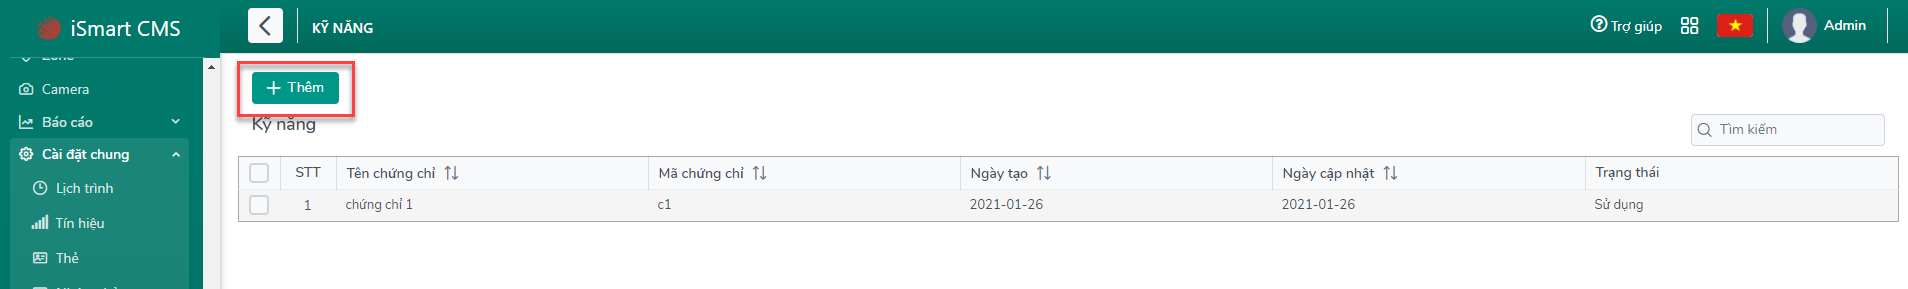 iSmart CMS
KỸ NĂNG
Trợ giúp
Admin
Zone
Camera
Báo cáo
Cài đặt chung
Lịch trình
Tín hiệu
Thẻ
Thêm
Kỹ năng
Tìm kiếm
STT Tên chứng chỉ Mã chứng chỉ Ngày tạo Ngày cập nhật Trạng thái
1 chứng chỉ 1 c1 2021-01-26 2021-01-26 Sử dụng